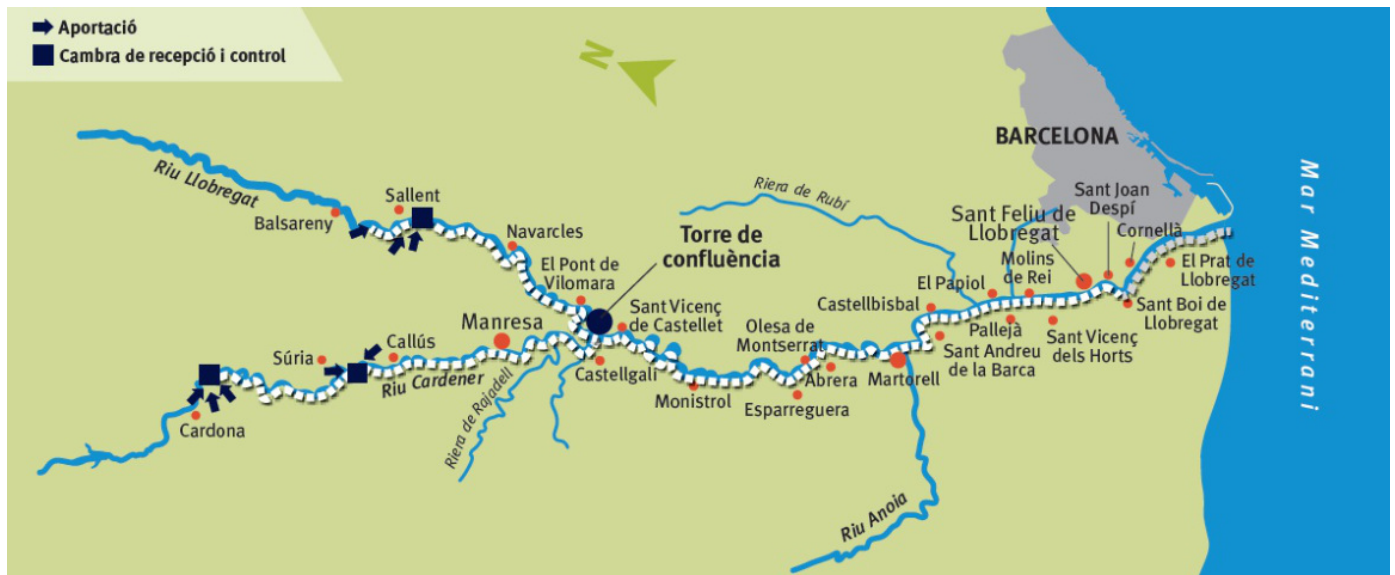 Aportació
Cambra de recepció i control
N
BARCELONA
Mar Mediterrani
Riu Llobregat
Balsareny
Sallent
Navarcles
El Pont de
Vilomara
Torre de
confluència
Sant Vicenç
de Castellet
Riera de Rubí
Sant Joan
Despí
Sant Feliu de
Llobregat
Cornellà
Molins
de Rei
El Papiol
Castellbisbal
El Prat de
Llobregat
Sant Boi de
Llobregat
Sant Vicenç
dels Horts
Pallejà
Sant Andreu
de la Barca
Martorell
Olesa de
Montserrat
Abrera
Esparreguera
Monistrol
Castellgalí
Manresa
Callús
Súria
Riu Cardener
Cardona
Riera de Rajadell
Riu Anoia